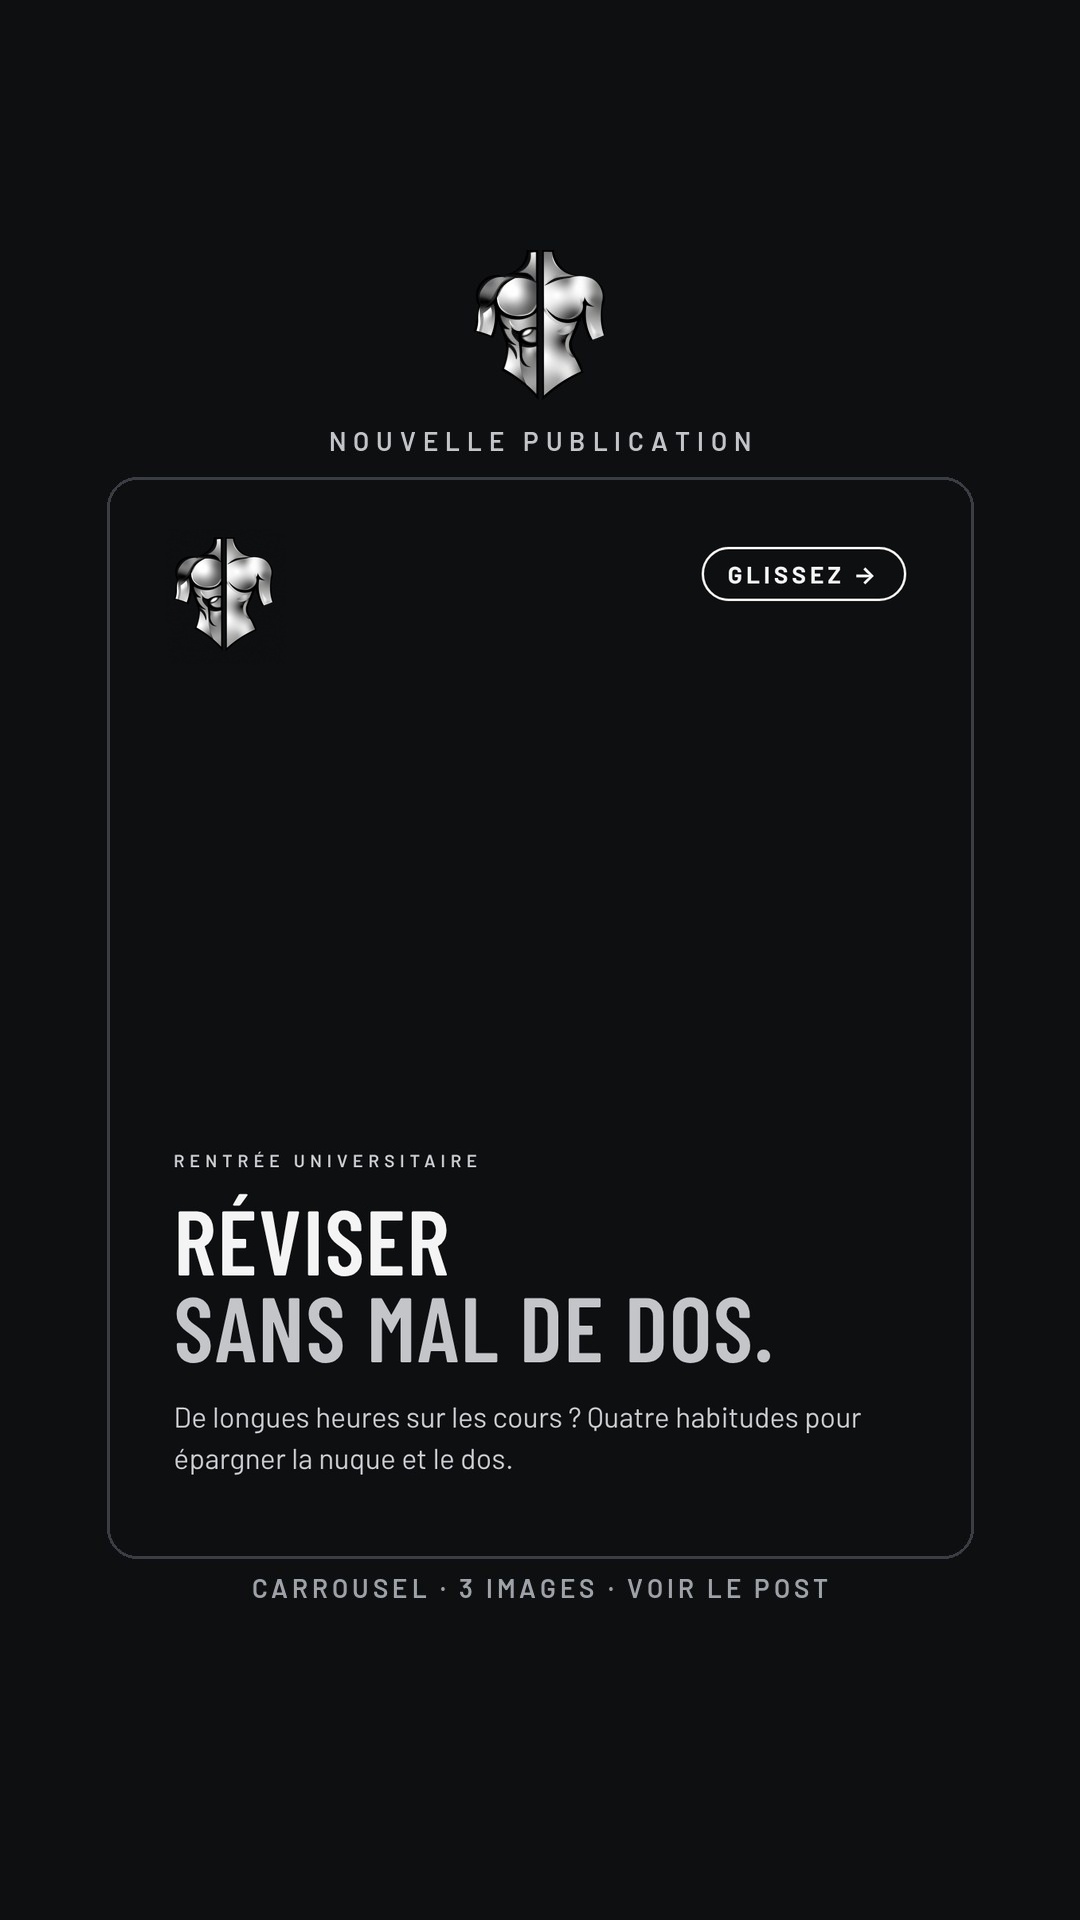 NOUVELLE PUBLICATION
GLISSEZ →
RENTRÉE UNIVERSITAIRE
RÉVISER
SANS MAL DE DOS.
De longues heures sur les cours ? Quatre habitudes pour
épargner la nuque et le dos.
CARROUSEL · 3 IMAGES · VOIR LE POST